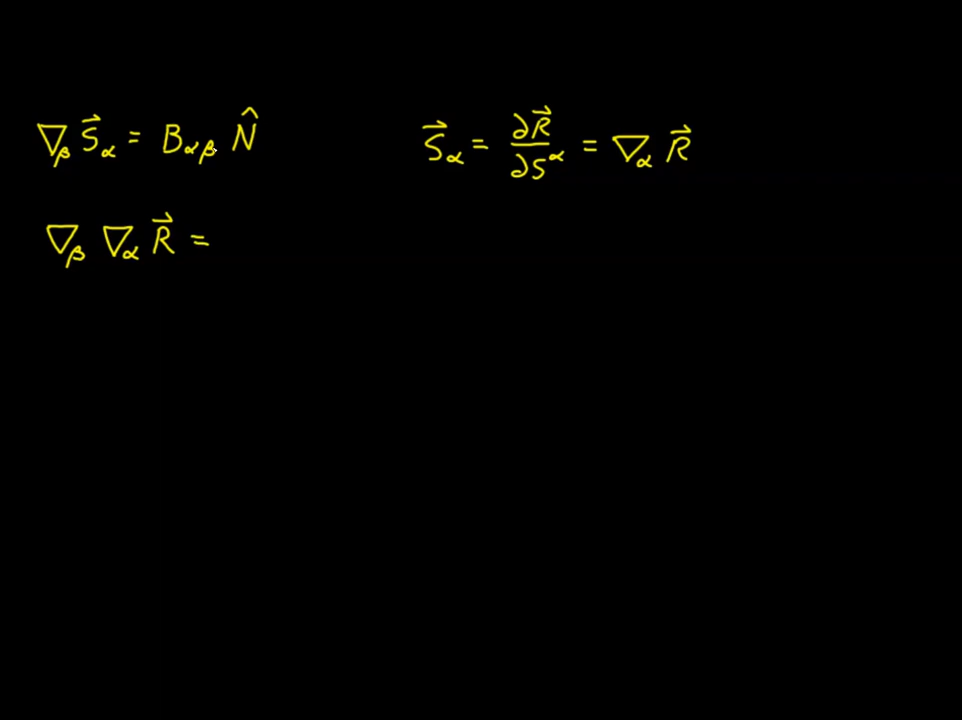 ∇_β S⃗_α = B_αβ N̂
S⃗_α = ∂R⃗/∂S^α = ∇_α R⃗
∇_β ∇_α R⃗ =